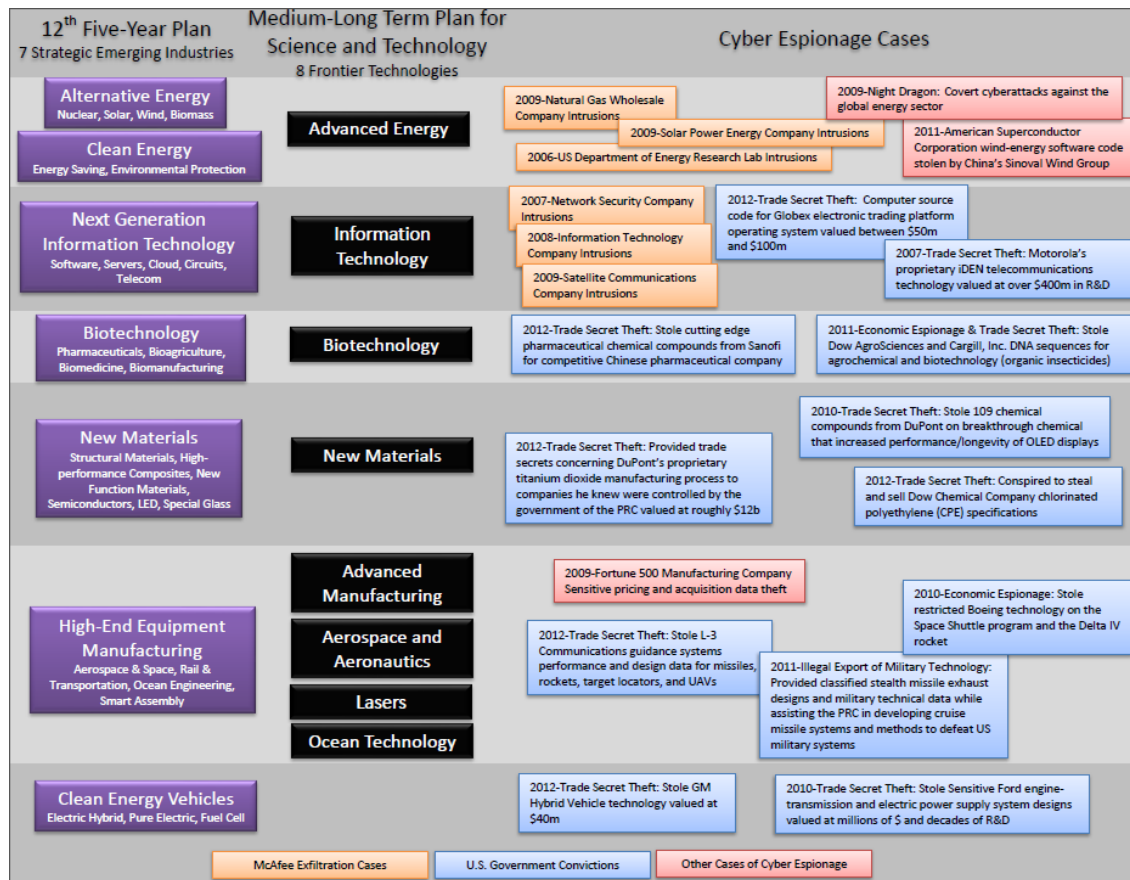 12th Five-Year Plan
7 Strategic Emerging Industries
Medium-Long Term Plan for
Science and Technology
8 Frontier Technologies
Cyber Espionage Cases
Alternative Energy
Nuclear, Solar, Wind, Biomass
Clean Energy
Energy Saving, Environmental Protection
Advanced Energy
2009-Natural Gas Wholesale
Company Intrusions
2009-Solar Power Energy Company Intrusions
2006-US Department of Energy Research Lab Intrusions
2009-Night Dragon: Covert cyberattacks against the
global energy sector
2011-American Superconductor
Corporation wind-energy software code
stolen by China's Sinoval Wind Group
Next Generation
Information Technology
Software, Servers, Cloud, Circuits,
Telecom
Information
Technology
2007-Network Security Company
Intrusions
2008-Information Technology
Company Intrusions
2009-Satellite Communications
Company Intrusions
2012-Trade Secret Theft: Computer source
code for Globex electronic trading platform
operating system valued between $50m
and $100m
2007-Trade Secret Theft: Motorola's
proprietary iDEN telecommunications
technology valued at over $400m in R&D
Biotechnology
Pharmaceuticals, Bioagriculture,
Biomedicine, Biomanufacturing
Biotechnology
2012-Trade Secret Theft: Stole cutting edge
pharmaceutical chemical compounds from Sanofi
for competitive Chinese pharmaceutical company
2011-Economic Espionage & Trade Secret Theft: Stole
Dow AgroSciences and Cargill, Inc. DNA sequences for
agrochemical and biotechnology (organic insecticides)
New Materials
Structural Materials, High-
performance Composites, New
Function Materials,
Semiconductors, LED, Special Glass
New Materials
2012-Trade Secret Theft: Provided trade
secrets concerning DuPont's proprietary
titanium dioxide manufacturing process to
companies he knew were controlled by the
government of the PRC valued at roughly $12b
2010-Trade Secret Theft: Stole 109 chemical
compounds from DuPont on breakthrough chemical
that increased performance/longevity of OLED displays
2012-Trade Secret Theft: Conspired to steal
and sell Dow Chemical Company chlorinated
polyethylene (CPE) specifications
High-End Equipment
Manufacturing
Aerospace & Space, Rail &
Transportation, Ocean Engineering,
Smart Assembly
Advanced
Manufacturing
Aerospace and
Aeronautics
Lasers
Ocean Technology
2009-Fortune 500 Manufacturing Company
Sensitive pricing and acquisition data theft
2012-Trade Secret Theft: Stole L-3
Communications guidance systems
performance and design data for missiles,
rockets, target locators, and UAVs
2010-Economic Espionage: Stole
restricted Boeing technology on the
Space Shuttle program and the Delta IV
rocket
2011-Illegal Export of Military Technology:
Provided classified stealth missile exhaust
designs and military technical data while
assisting the PRC in developing cruise
missile systems and methods to defeat US
military systems
Clean Energy Vehicles
Electric Hybrid, Pure Electric, Fuel Cell
2012-Trade Secret Theft: Stole GM
Hybrid Vehicle technology valued at
$40m
2010-Trade Secret Theft: Stole Sensitive Ford engine-
transmission and electric power supply system designs
valued at millions of $ and decades of R&D
McAfee Exfiltration Cases
U.S. Government Convictions
Other Cases of Cyber Espionage